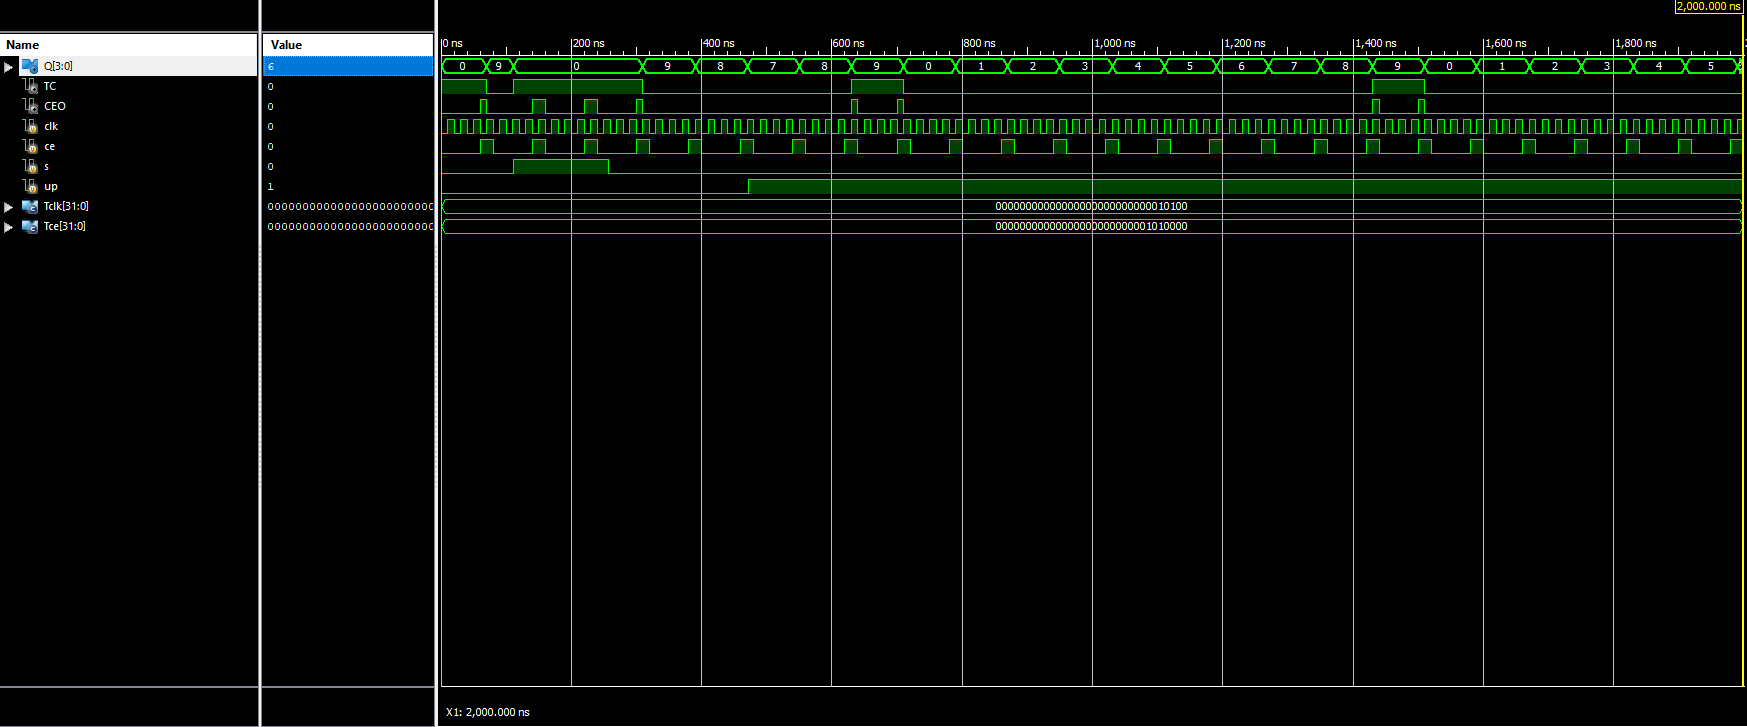 2,000.000 ns
Name Value
0 ns 200 ns 400 ns 600 ns 800 ns 1,000 ns 1,200 ns 1,400 ns 1,600 ns 1,800 ns
Q[3:0] 6 0 9 0 9 8 7 8 9 0 1 2 3 4 5 6 7 8 9 0 1 2 3 4 5
TC 0
CEO 0
clk 0
ce 0
s 0
up 1
Tclk[31:0] 00000000000000000000000000010100
Tce[31:0] 00000000000000000000000001010000
X1: 2,000.000 ns